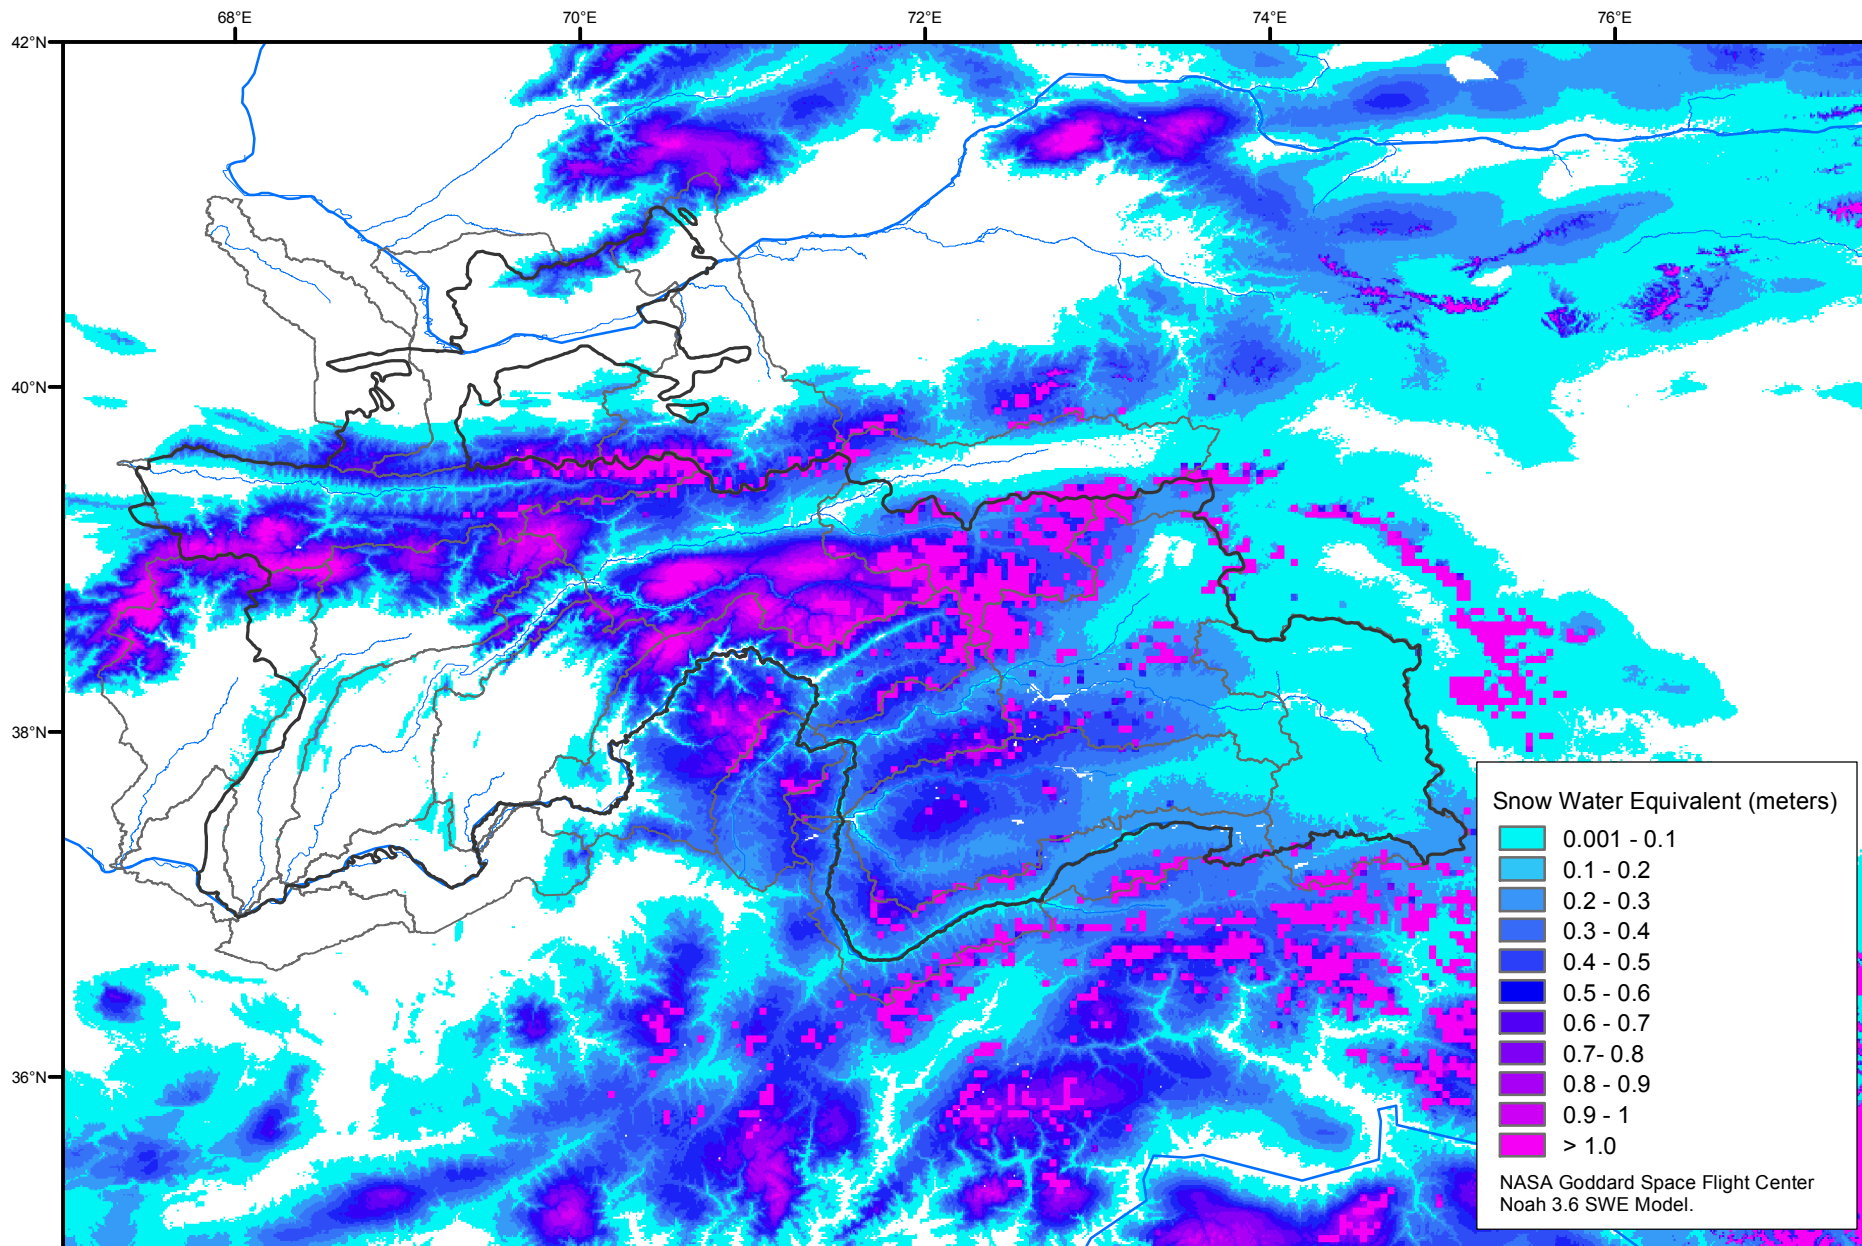 68°E 70°E 72°E 74°E 76°E
42°N
40°N
38°N
36°N
Snow Water Equivalent (meters)
0.001 - 0.1
0.1 - 0.2
0.2 - 0.3
0.3 - 0.4
0.4 - 0.5
0.5 - 0.6
0.6 - 0.7
0.7- 0.8
0.8 - 0.9
0.9 - 1
> 1.0
NASA Goddard Space Flight Center
Noah 3.6 SWE Model.